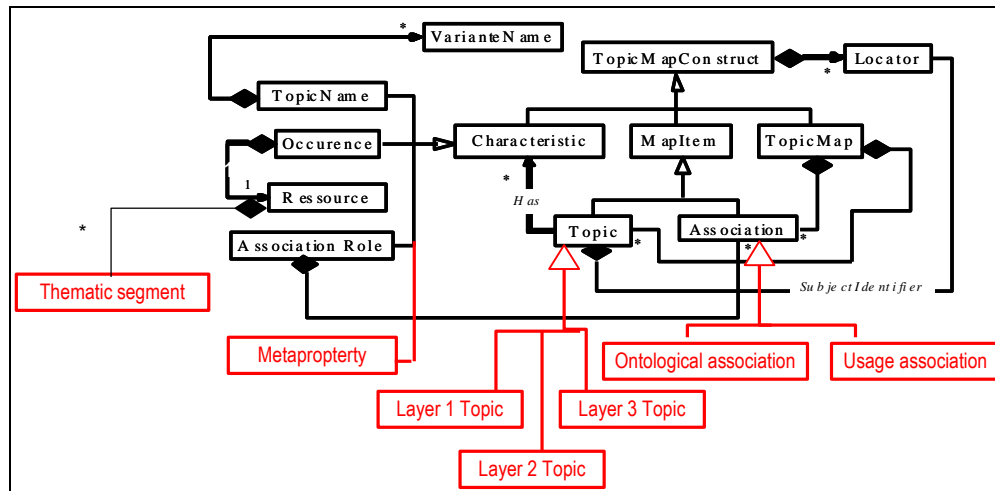 * VarianteName
TopicMapConstruct
* Locator
TopicName
Occurence
Characteristic
MapItem
TopicMap
1
Ressource
*
Has
*
Association Role
Topic
*
Association
*
*
Thematic segment
SubjectIdentifier
Metapropterty
Ontological association
Usage association
Layer 1 Topic
Layer 3 Topic
Layer 2 Topic